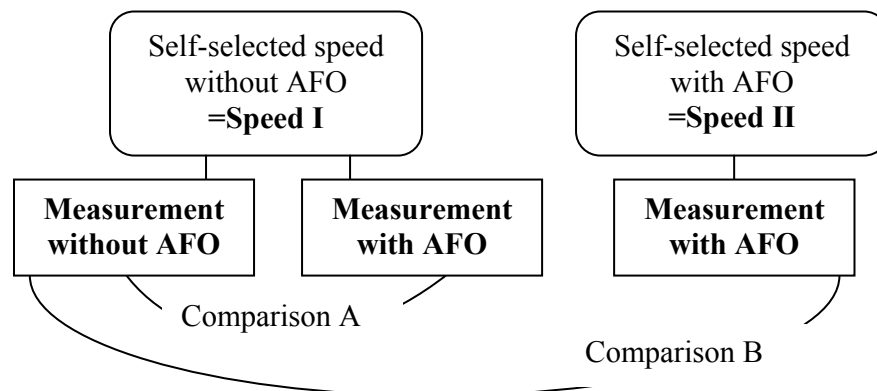 Self-selected speed
without AFO
=Speed I
Self-selected speed
with AFO
=Speed II
Measurement
without AFO
Measurement
with AFO
Measurement
with AFO
Comparison A
Comparison B